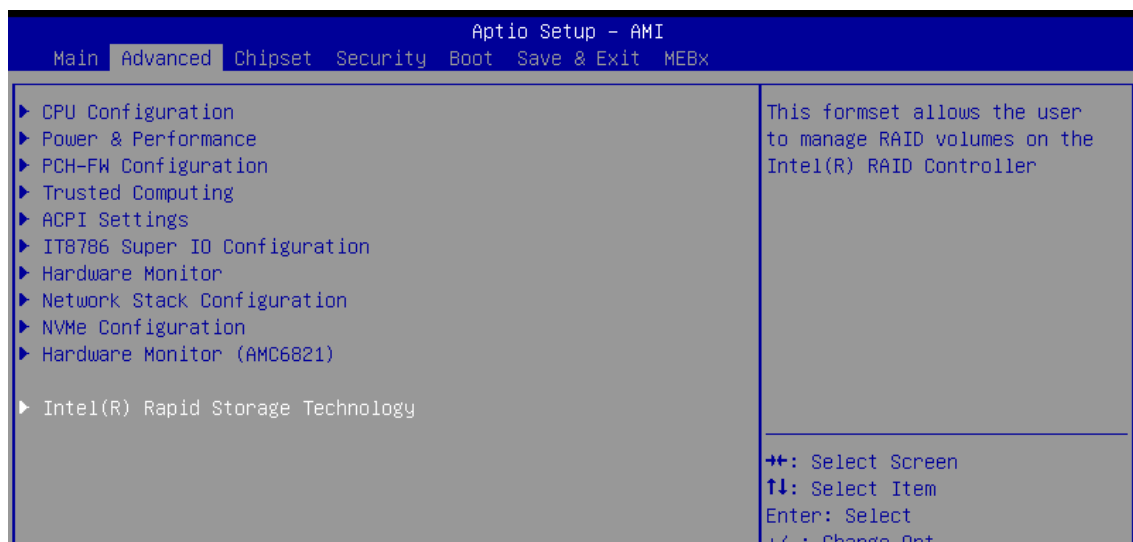 Aptio Setup – AMI
Main Advanced Chipset Security Boot Save & Exit MEBx
▶ CPU Configuration
▶ Power & Performance
▶ PCH-FW Configuration
▶ Trusted Computing
▶ ACPI Settings
▶ IT8786 Super IO Configuration
▶ Hardware Monitor
▶ Network Stack Configuration
▶ NVMe Configuration
▶ Hardware Monitor (AMC6821)
▶ Intel(R) Rapid Storage Technology
This formset allows the user
to manage RAID volumes on the
Intel(R) RAID Controller
→←: Select Screen
↑↓: Select Item
Enter: Select
+/-: Change Opt.